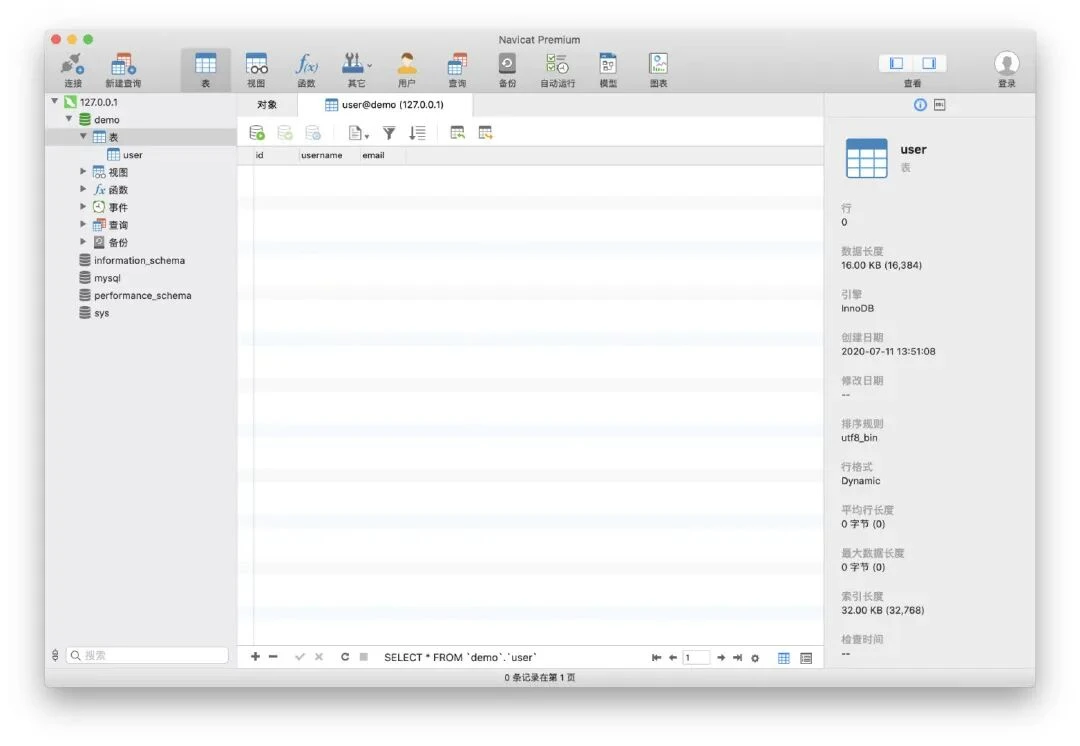 Navicat Premium
连接 新建查询 表 视图 函数 其它 用户 查询 备份 自动运行 模型 图表 查看 登录
127.0.0.1
demo
表
user
视图
函数
事件
查询
备份
information_schema
mysql
performance_schema
sys
搜索
对象 user@demo (127.0.0.1)
id username email
SELECT * FROM `demo`.`user`
1
0 条记录在第 1 页
user
表
行
0
数据长度
16.00 KB (16,384)
引擎
InnoDB
创建日期
2020-07-11 13:51:08
修改日期
--
排序规则
utf8_bin
行格式
Dynamic
平均行长度
0 字节 (0)
最大数据长度
0 字节 (0)
索引长度
32.00 KB (32,768)
检查时间
--